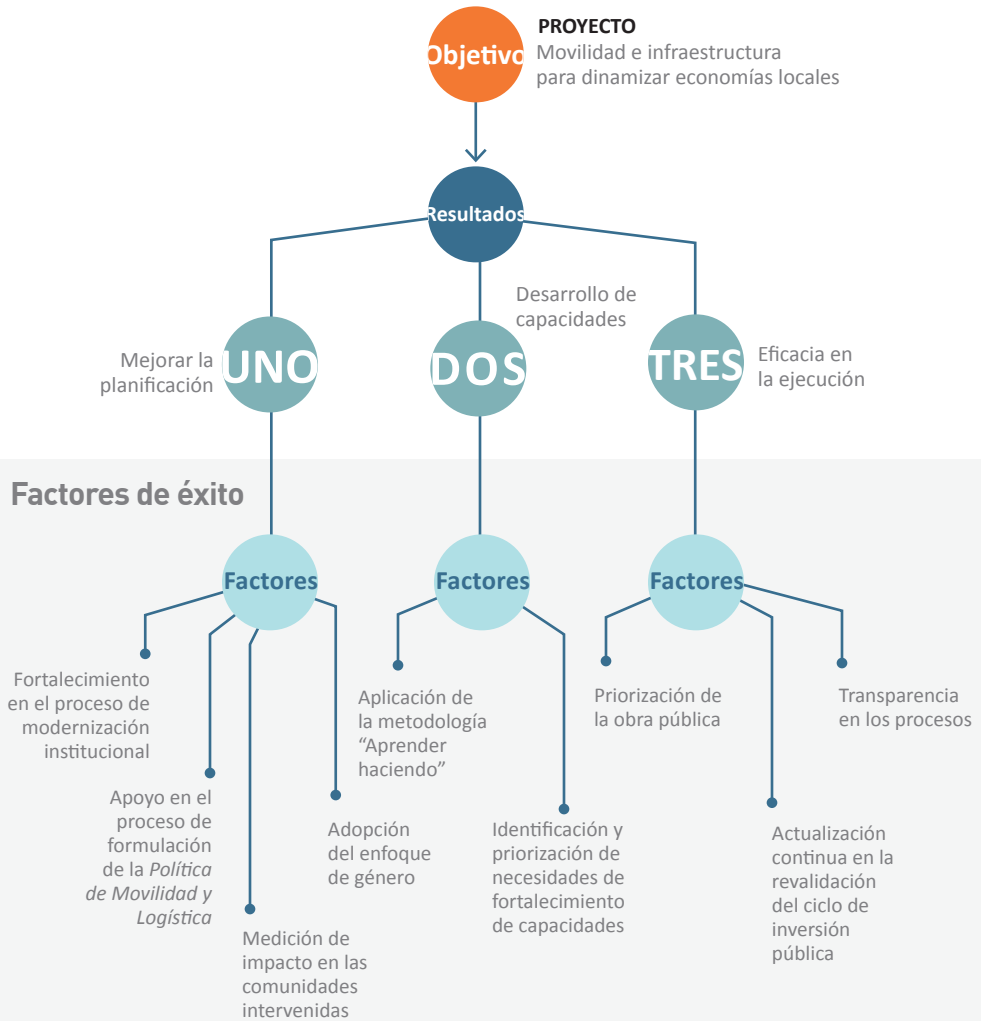 Objetivo
PROYECTO
Movilidad e infraestructura
para dinamizar economías locales
Resultados
Mejorar la
planificación
UNO
Desarrollo de
capacidades
DOS
TRES
Eficacia en
la ejecución
Factores de éxito
Factores
Fortalecimiento
en el proceso de
modernización
institucional
Apoyo en el
proceso de
formulación
de la Política
de Movilidad y
Logística
Medición de
impacto en las
comunidades
intervenidas
Adopción
del enfoque
de género
Factores
Aplicación de
la metodología
“Aprender
haciendo”
Identificación y
priorización de
necesidades de
fortalecimiento
de capacidades
Factores
Priorización de
la obra pública
Actualización
continua en la
revalidación
del ciclo de
inversión
pública
Transparencia
en los procesos